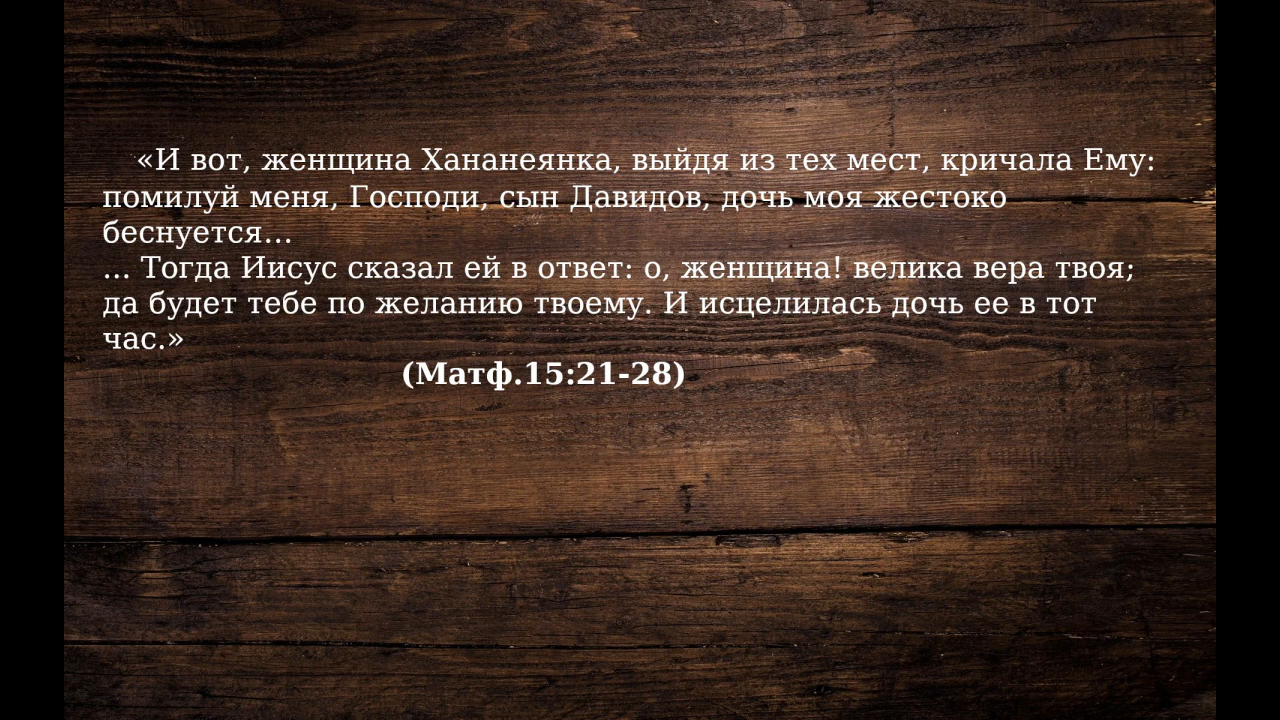 «И вот, женщина Хананеянка, выйдя из тех мест, кричала Ему:
помилуй меня, Господи, сын Давидов, дочь моя жестоко
беснуется...
... Тогда Иисус сказал ей в ответ: о, женщина! велика вера твоя;
да будет тебе по желанию твоему. И исцелилась дочь ее в тот
час.»
(Матф.15:21-28)